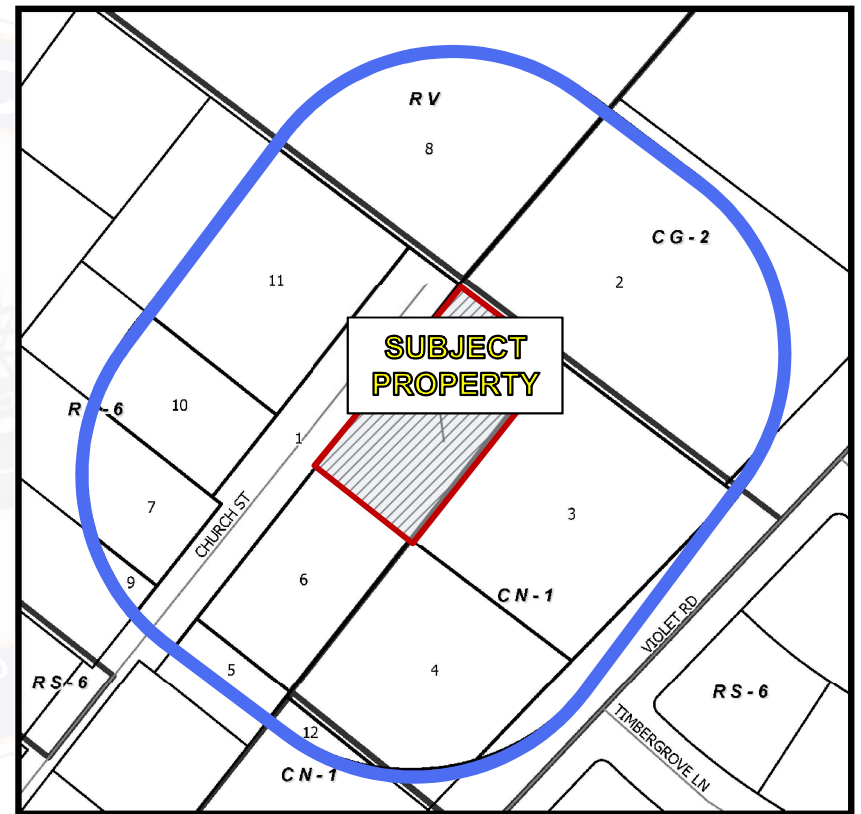 RV
8
CG-2
2
11
SUBJECT
PROPERTY
10
1
7
3
CHURCH ST
9
6
CN-1
VIOLET RD
5
4
RS-6
RS-6
12
TIMBERGROVE LN
CN-1